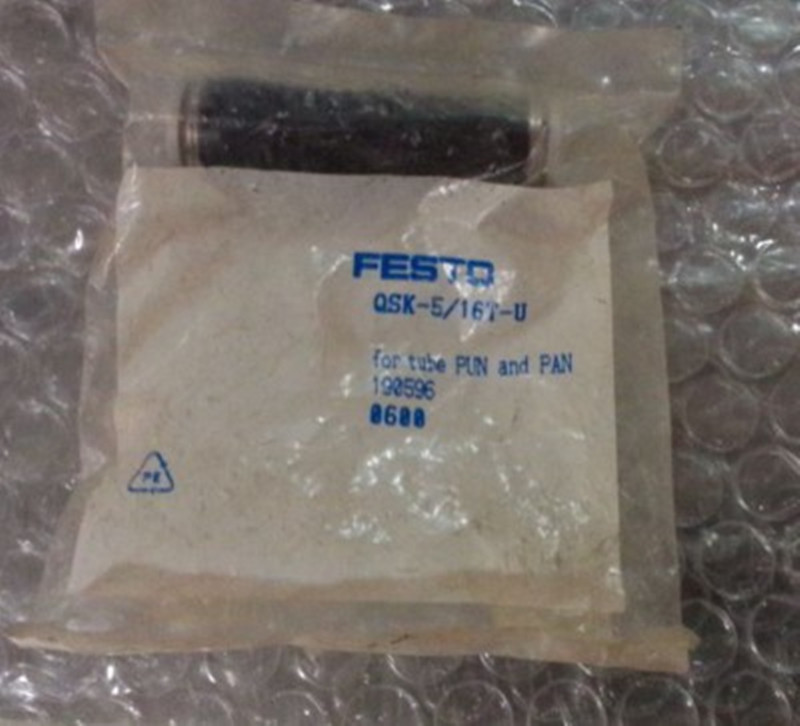 FESTO
QSK-5/16T-U
for tube PUN and PAN
190596
0600
PE